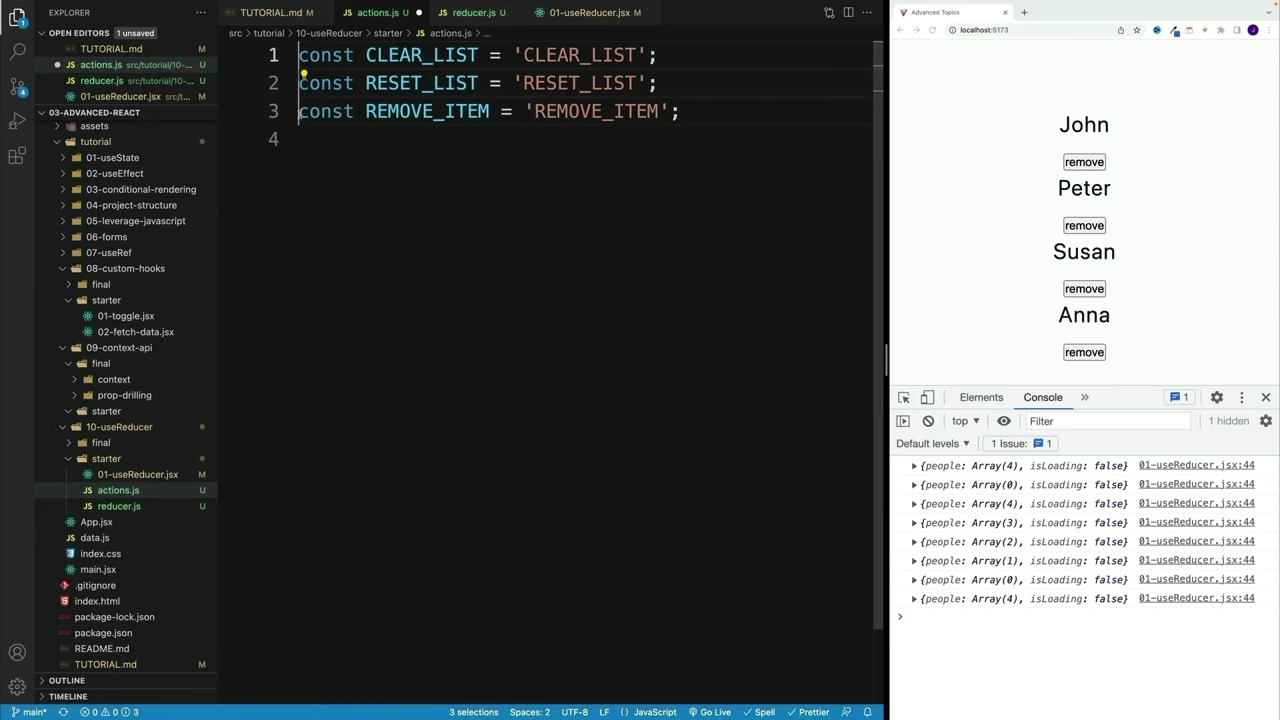 EXPLORER
OPEN EDITORS 1 unsaved
TUTORIAL.md
actions.js src/tutorial/10-... U
reducer.js src/tutorial/10-... U
01-useReducer.jsx src/t... M
03-ADVANCED-REACT
assets
tutorial
01-useState
02-useEffect
03-conditional-rendering
04-project-structure
05-leverage-javascript
06-forms
07-useRef
08-custom-hooks
final
starter
01-toggle.jsx
02-fetch-data.jsx
09-context-api
final
context
prop-drilling
starter
10-useReducer
final
starter
01-useReducer.jsx M
JS actions.js U
JS reducer.js U
App.jsx
JS data.js
index.css
main.jsx
.gitignore
index.html
package-lock.json
package.json
README.md
TUTORIAL.md M
OUTLINE
TIMELINE
TUTORIAL.md M
JS actions.js U
JS reducer.js U
01-useReducer.jsx M
src > tutorial > 10-useReducer > starter > JS actions.js > ...
1 const CLEAR_LIST = 'CLEAR_LIST';
2 const RESET_LIST = 'RESET_LIST';
3 const REMOVE_ITEM = 'REMOVE_ITEM';
4
main* 0 0 3 3 selections Spaces: 2 UTF-8 LF {} JavaScript Go Live Spell Prettier
Advanced Topics
localhost:5173
John
remove
Peter
remove
Susan
remove
Anna
remove
Elements Console » 1
top Filter 1 hidden
Default levels 1 Issue: 1
{people: Array(4), isLoading: false} 01-useReducer.jsx:44
{people: Array(0), isLoading: false} 01-useReducer.jsx:44
{people: Array(4), isLoading: false} 01-useReducer.jsx:44
{people: Array(3), isLoading: false} 01-useReducer.jsx:44
{people: Array(2), isLoading: false} 01-useReducer.jsx:44
{people: Array(1), isLoading: false} 01-useReducer.jsx:44
{people: Array(0), isLoading: false} 01-useReducer.jsx:44
{people: Array(4), isLoading: false} 01-useReducer.jsx:44